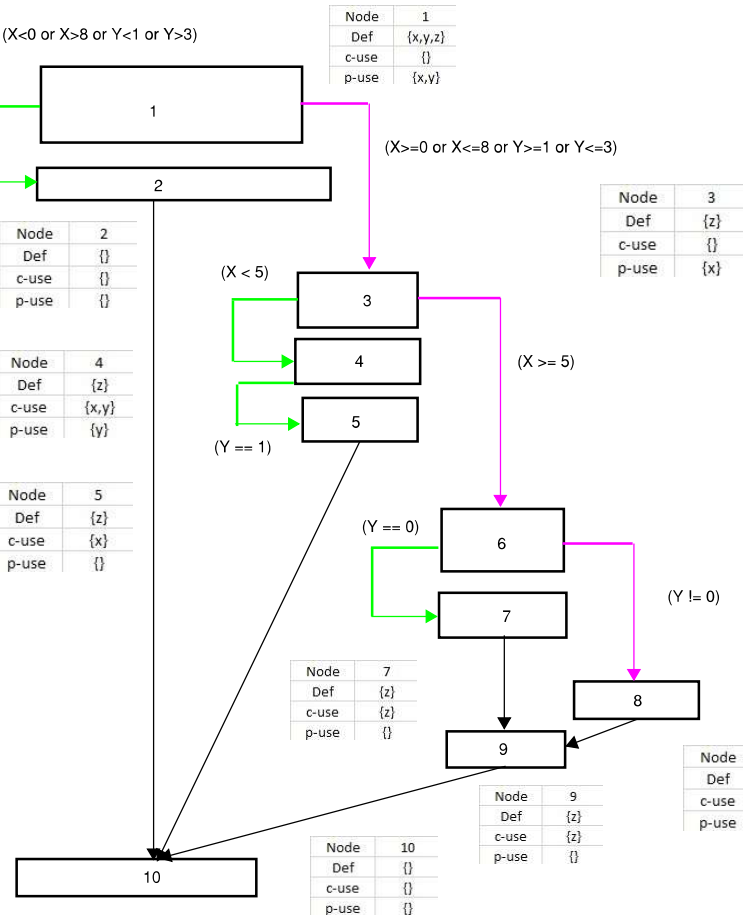 (X<0 or X>8 or Y<1 or Y>3)
Node 1
Def {x,y,z}
c-use {}
p-use {x,y}
1
(X>=0 or X<=8 or Y>=1 or Y<=3)
2
Node 3
Def {z}
c-use {}
p-use {x}
Node 2
Def {}
c-use {}
p-use {}
(X < 5)
3
4
(X >= 5)
Node 4
Def {z}
c-use {x,y}
p-use {y}
5
(Y == 1)
Node 5
Def {z}
c-use {x}
p-use {}
(Y == 0)
6
(Y != 0)
7
Node 7
Def {z}
c-use {z}
p-use {}
8
9
Node
Def
c-use
p-use
Node 9
Def {z}
c-use {z}
p-use {}
10
Node 10
Def {}
c-use {}
p-use {}